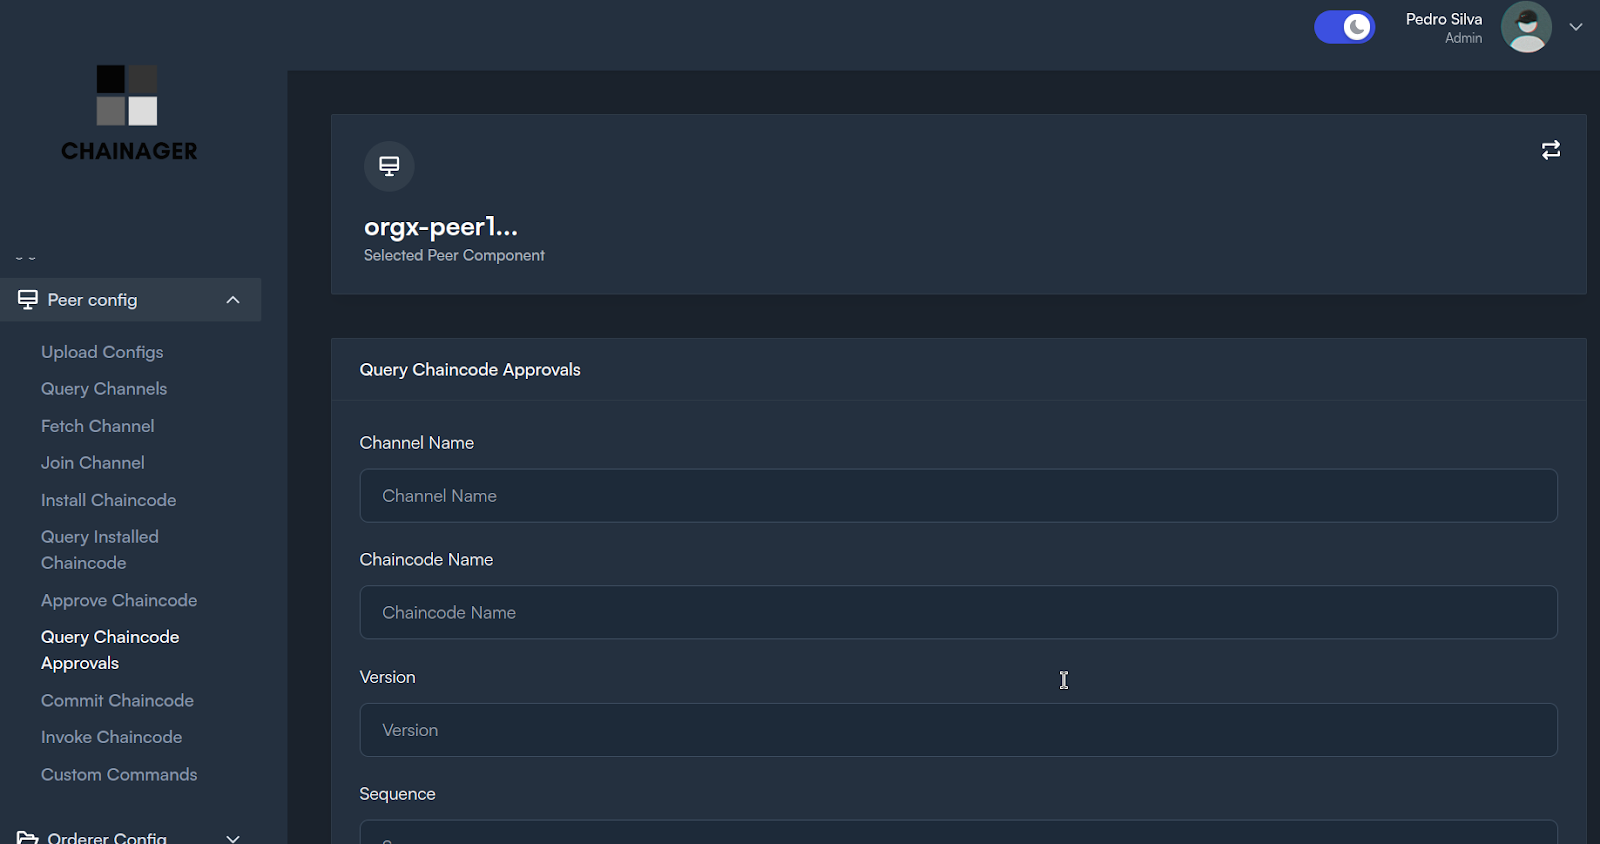 Pedro Silva
Admin
CHAINAGER
Peer config
Upload Configs
Query Channels
Fetch Channel
Join Channel
Install Chaincode
Query Installed
Chaincode
Approve Chaincode
Query Chaincode
Approvals
Commit Chaincode
Invoke Chaincode
Custom Commands
Orderer Config
orgx-peer1...
Selected Peer Component
Query Chaincode Approvals
Channel Name
Channel Name
Chaincode Name
Chaincode Name
Version
Version
Sequence